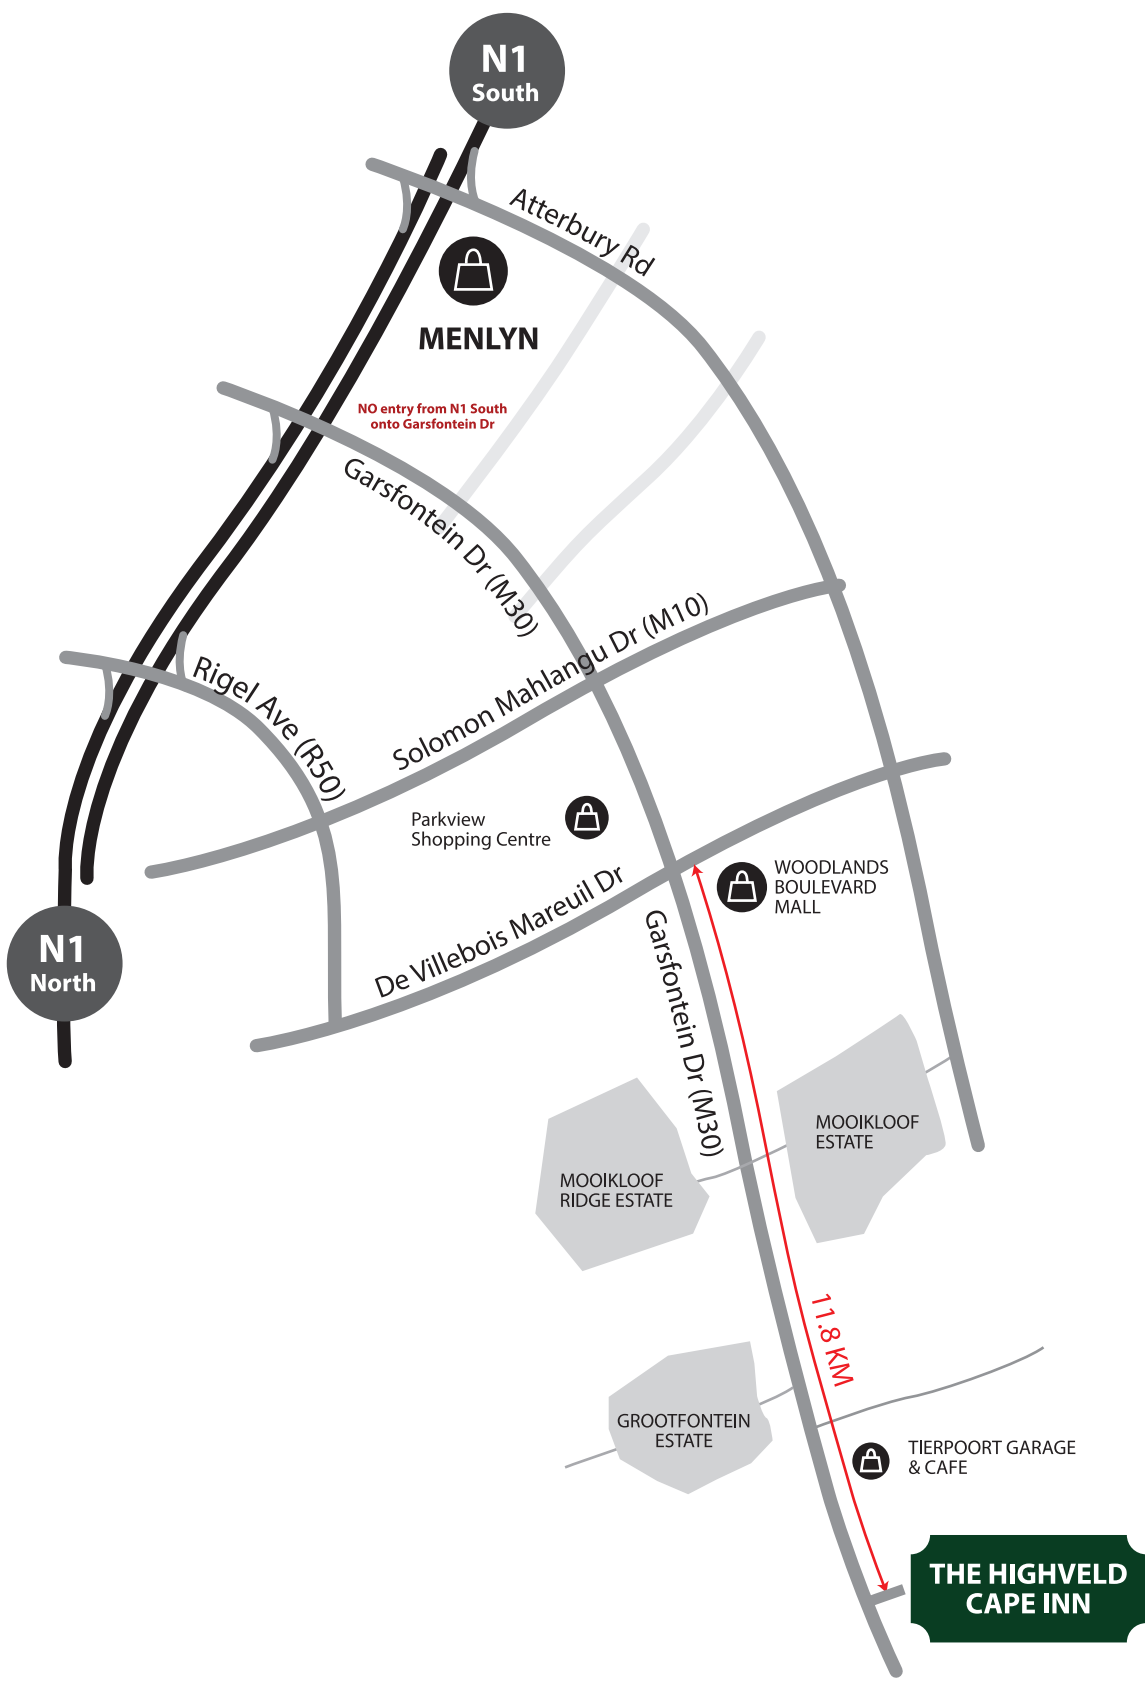 N1
South
Atterbury Rd
MENLYN
NO entry from N1 South
onto Garsfontein Dr
Garsfontein Dr (M30)
Solomon Mahlangu Dr (M10)
Rigel Ave (R50)
Parkview
Shopping Centre
WOODLANDS
BOULEVARD
MALL
De Villebois Mareuil Dr
N1
North
Garsfontein Dr (M30)
MOOIKLOOF
ESTATE
MOOIKLOOF
RIDGE ESTATE
11.8 KM
GROOTFONTEIN
ESTATE
TIERPOORT GARAGE
& CAFE
THE HIGHVELD
CAPE INN